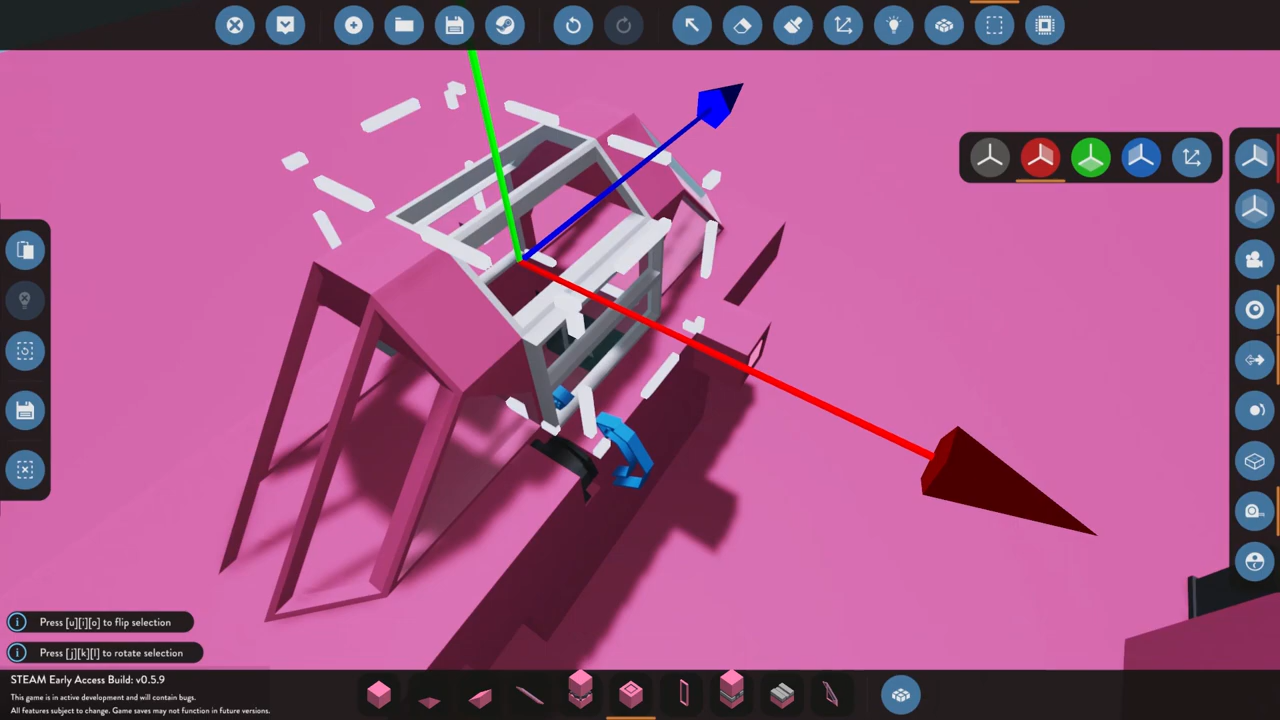 Press [u][i][o] to flip selection
Press [j][k][l] to rotate selection
STEAM Early Access Build: v0.5.9
This game is in active development and will contain bugs.
All features subject to change. Game saves may not function in future versions.